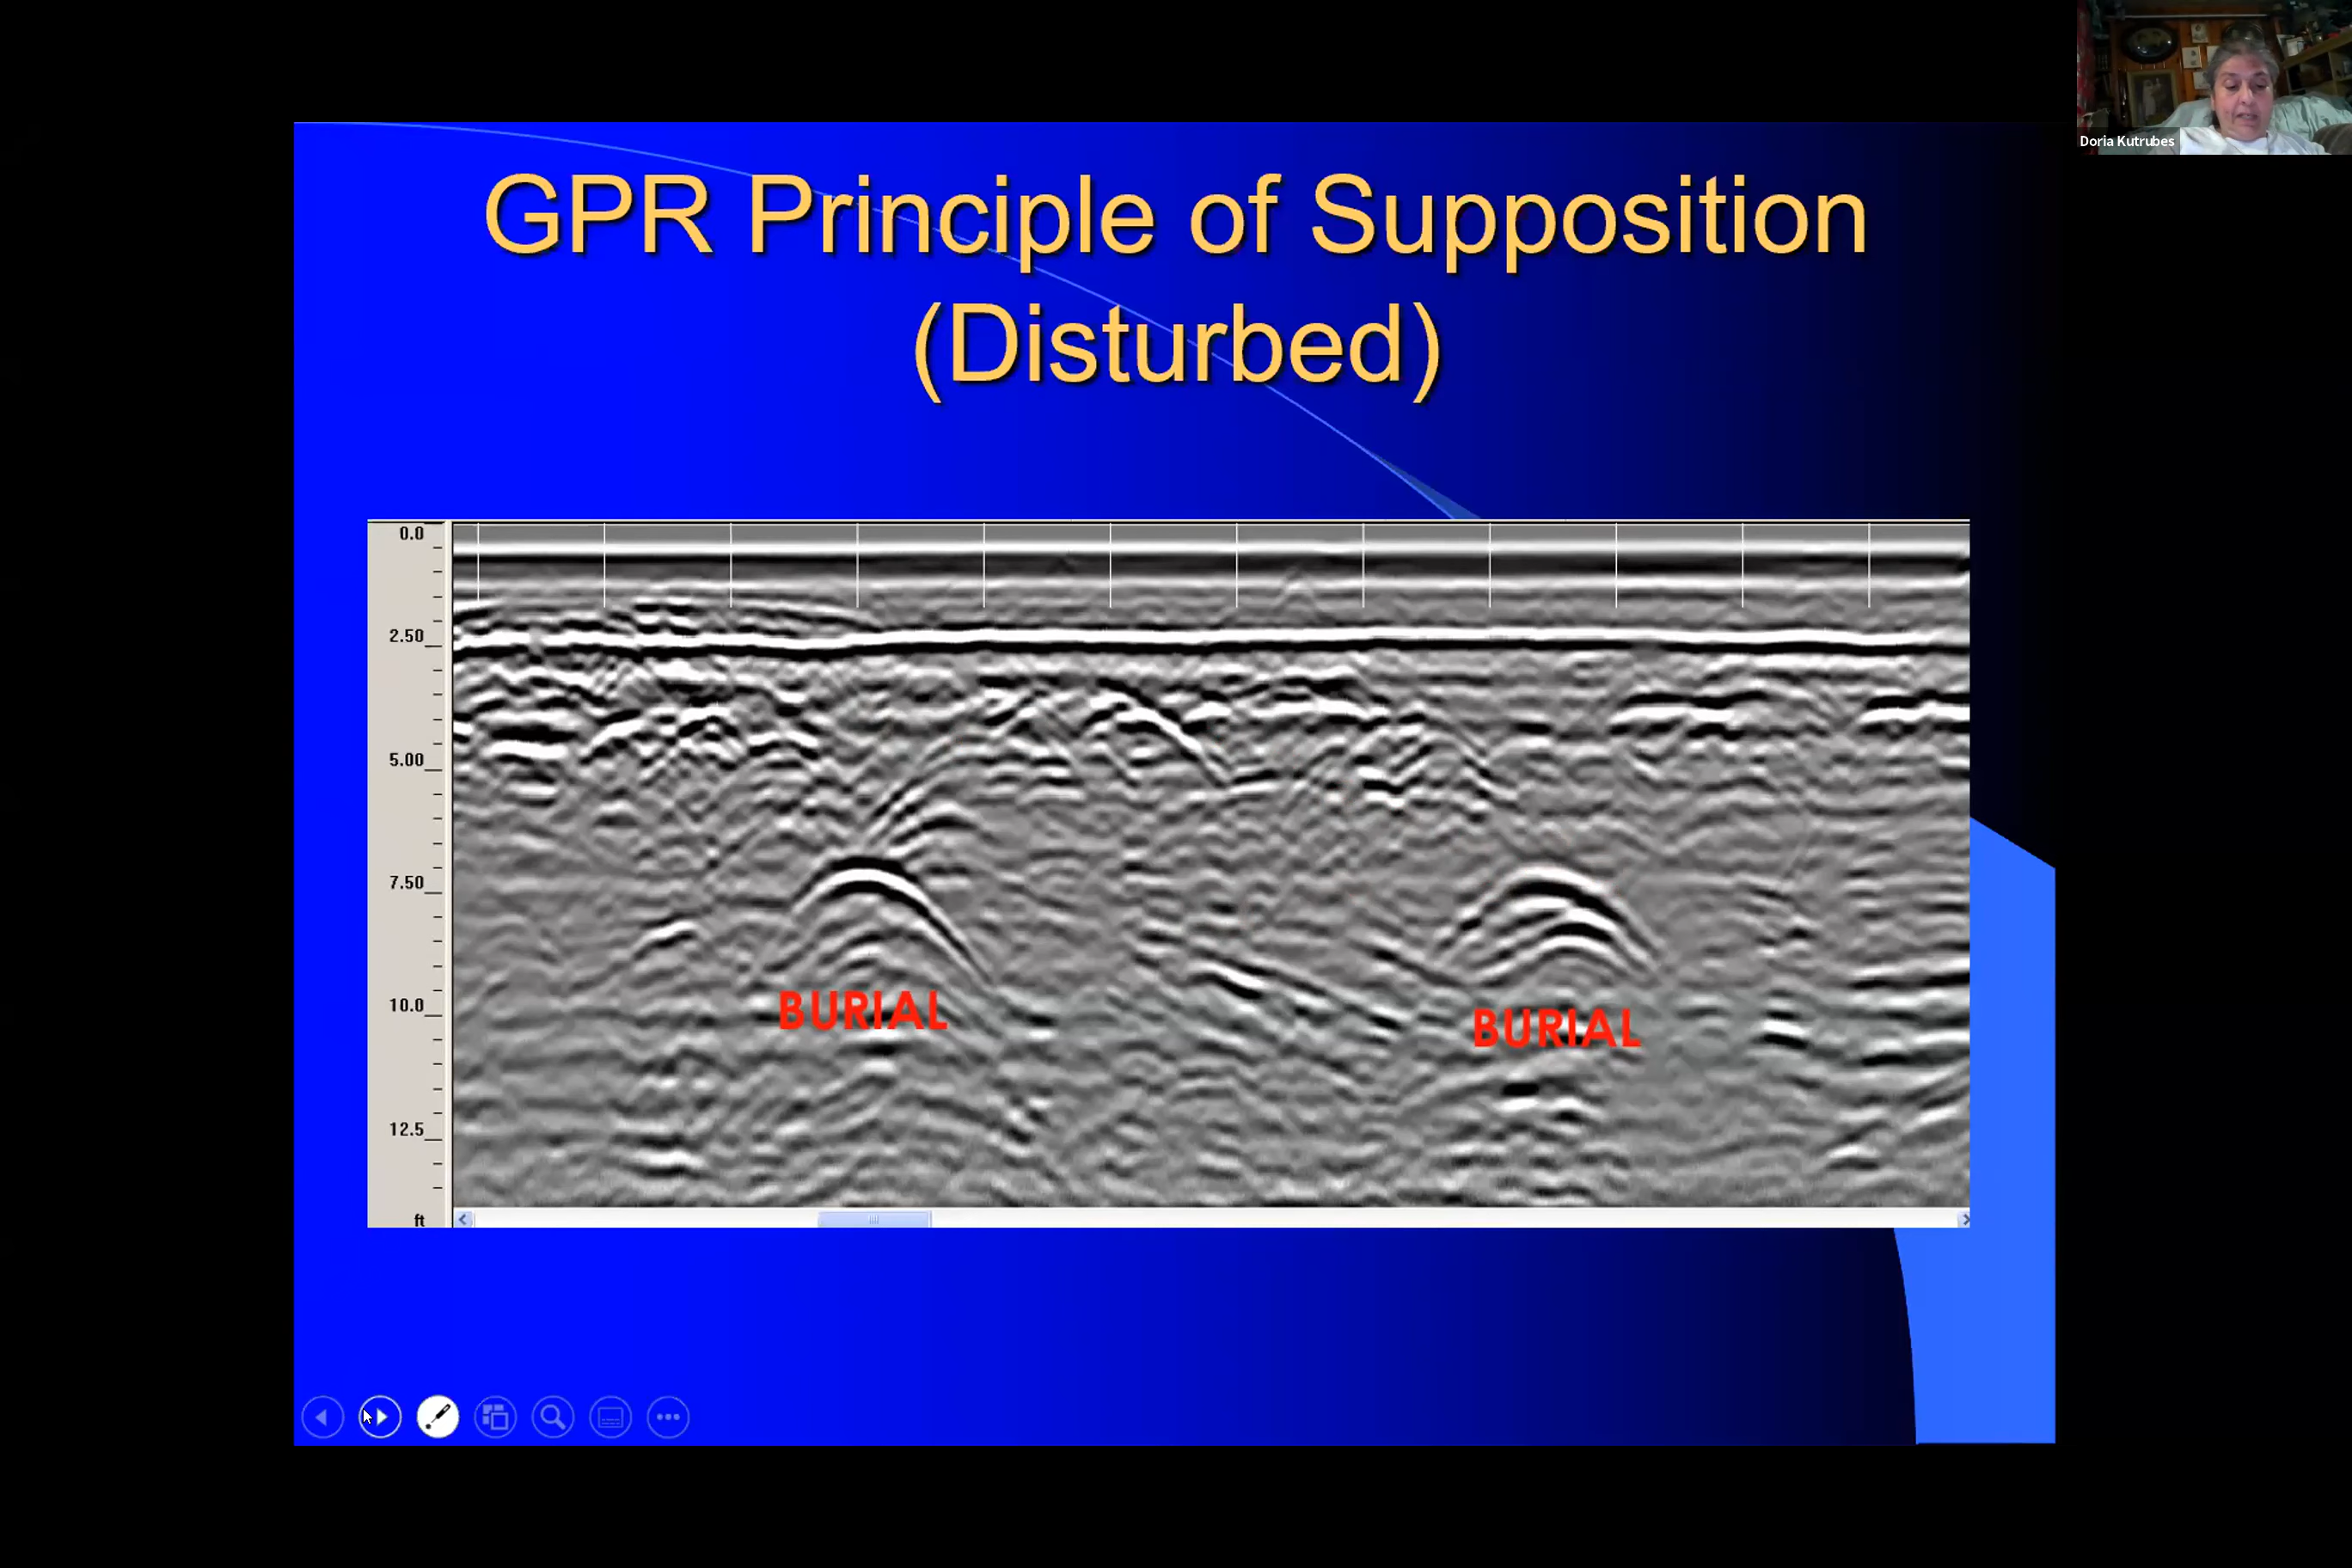 GPR Principle of Supposition
(Disturbed)
Doria Kutrubes
0.0
2.50
5.00
7.50
10.0
12.5
ft
BURIAL
BURIAL